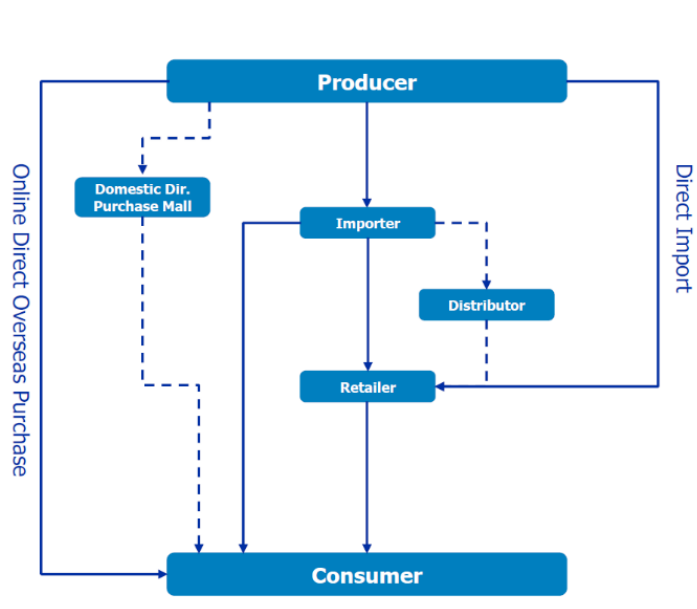 Producer
Online Direct Overseas Purchase
Direct Import
Domestic Dir.
Purchase Mall
Importer
Distributor
Retailer
Consumer